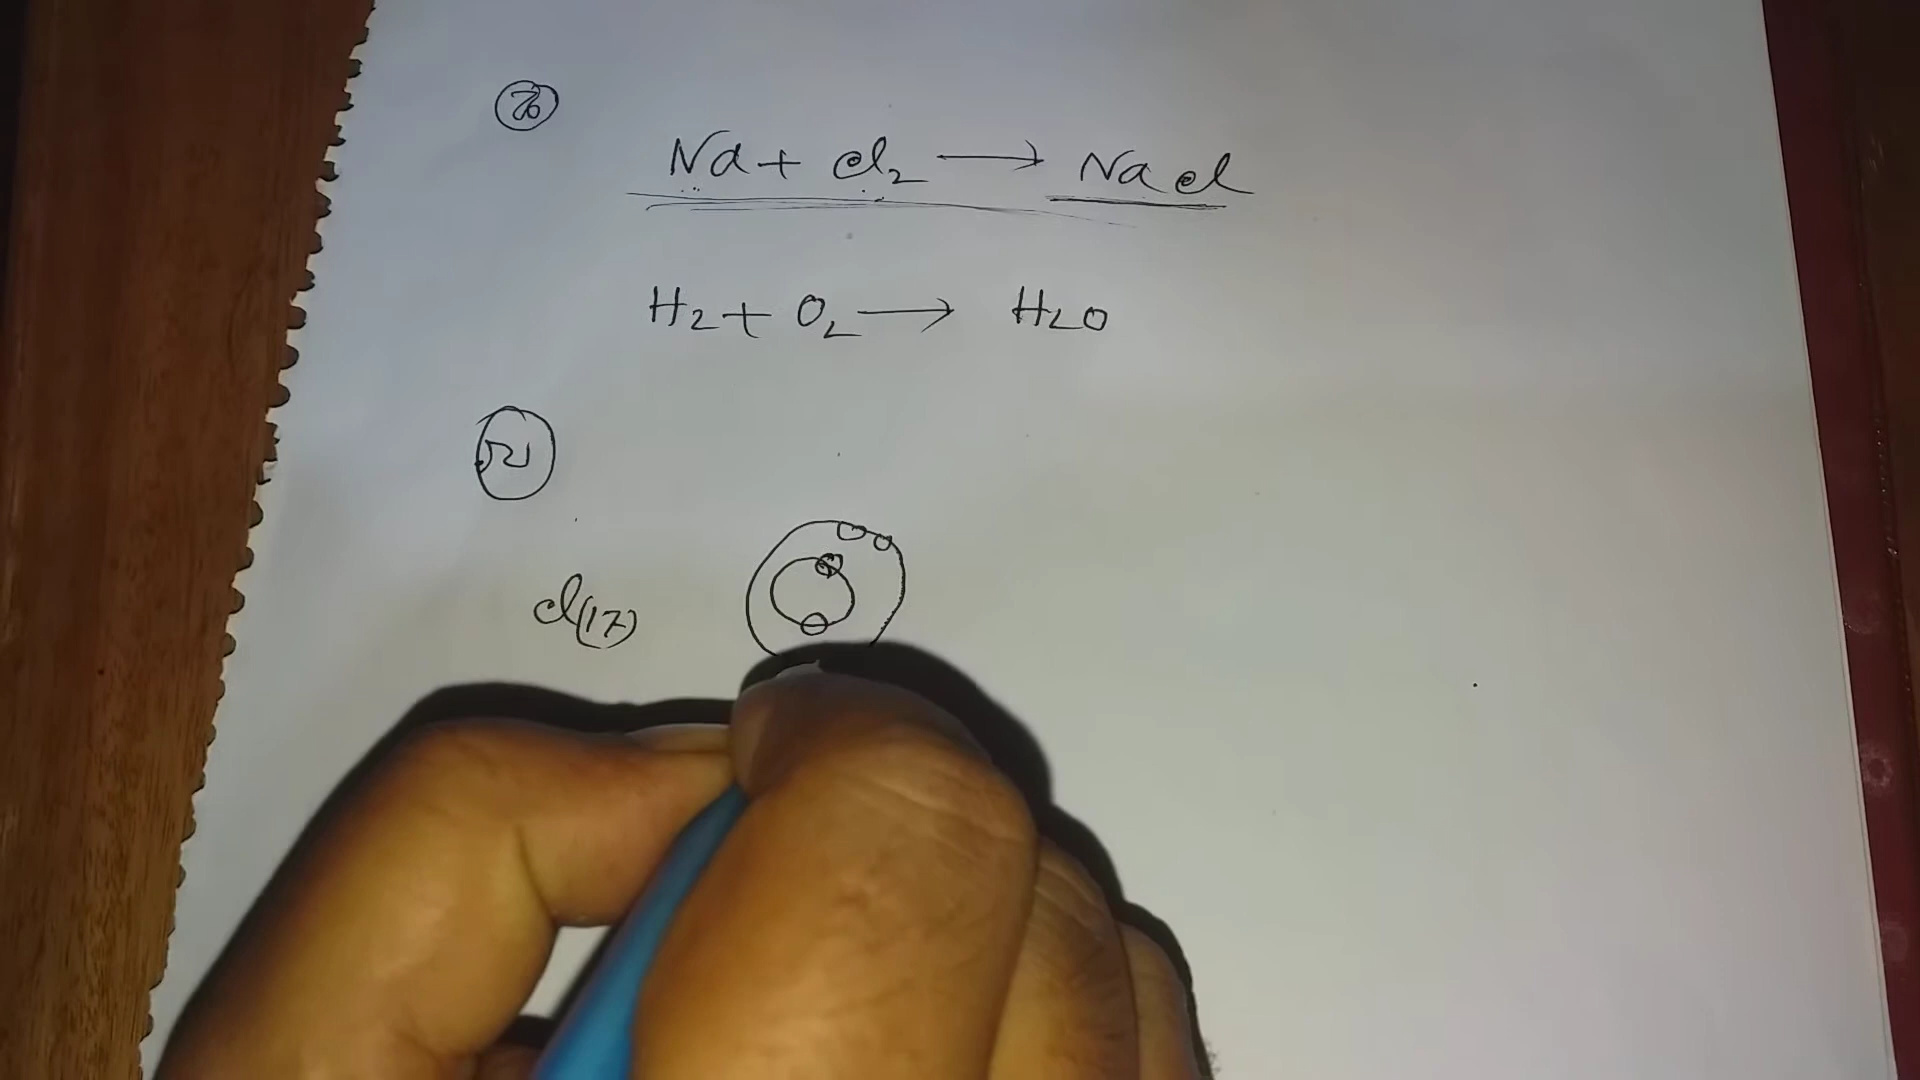 Na + Cl₂ → NaCl
H₂ + O₂ → H₂O
Cl(17)